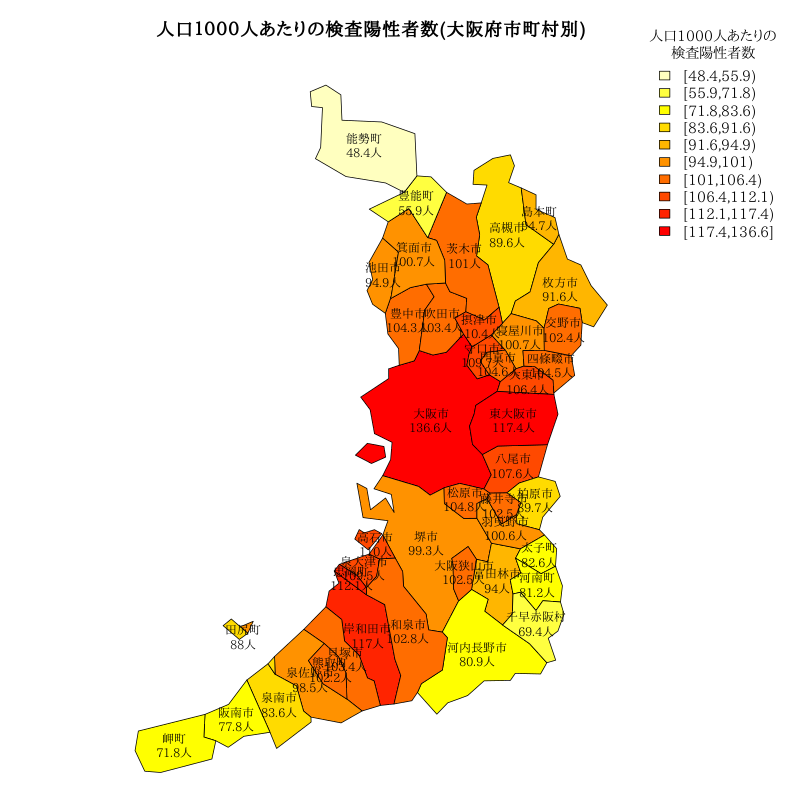 人口1000人あたりの検査陽性者数(大阪府市町村別)
人口1000人あたりの
検査陽性者数
[48.4,55.9)
[55.9,71.8)
[71.8,83.6)
[83.6,91.6)
[91.6,94.9)
[94.9,101)
[101,106.4)
[106.4,112.1)
[112.1,117.4)
[117.4,136.6]
能勢町
48.4人
豊能町
55.9人
島本町
94.7人
高槻市
89.6人
箕面市
100.7人
茨木市
101人
池田市
94.9人
枚方市
91.6人
豊中市
104.3人
吹田市
103.4人
摂津市
110.4人
寝屋川市
100.7人
交野市
102.4人
守口市
109.7人
門真市
104.6人
四條畷市
104.5人
大東市
106.4人
大阪市
136.6人
東大阪市
117.4人
八尾市
107.6人
松原市
104.8人
藤井寺市
102.5人
柏原市
89.7人
羽曳野市
100.6人
堺市
99.3人
高石市
太子町
82.6人
泉大津市
109.5人
112.1人
大阪狭山市
102.5人
富田林市
94人
河南町
81.2人
千早赤阪村
69.4人
田尻町
88人
岸和田市
117人
和泉市
102.8人
河内長野市
80.9人
貝塚市
103.4人
熊取町
102.2人
泉佐野市
98.5人
泉南市
83.6人
阪南市
77.8人
岬町
71.8人